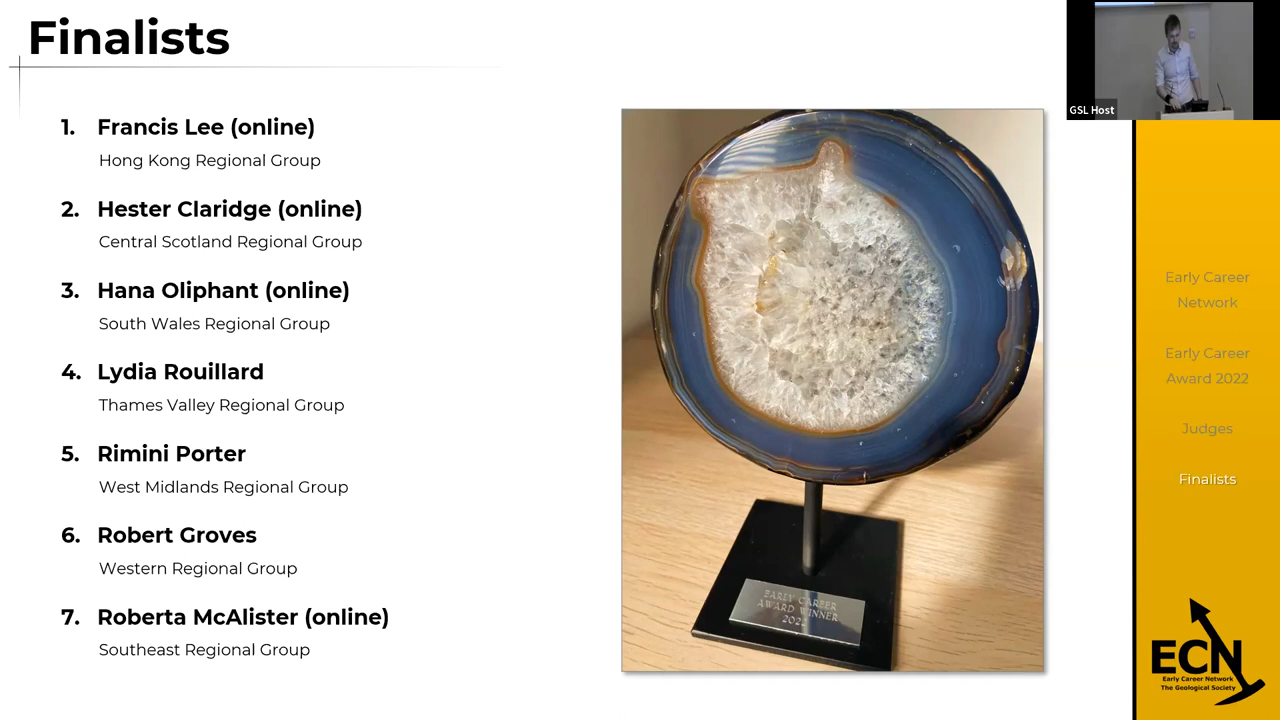 Finalists
1. Francis Lee (online)
Hong Kong Regional Group
2. Hester Claridge (online)
Central Scotland Regional Group
3. Hana Oliphant (online)
South Wales Regional Group
4. Lydia Rouillard
Thames Valley Regional Group
5. Rimini Porter
West Midlands Regional Group
6. Robert Groves
Western Regional Group
7. Roberta McAlister (online)
Southeast Regional Group
EARLY CAREER
AWARD WINNER
2022
GSL Host
Early Career
Network
Early Career
Award 2022
Judges
Finalists
ECN
Early Career Network
The Geological Society